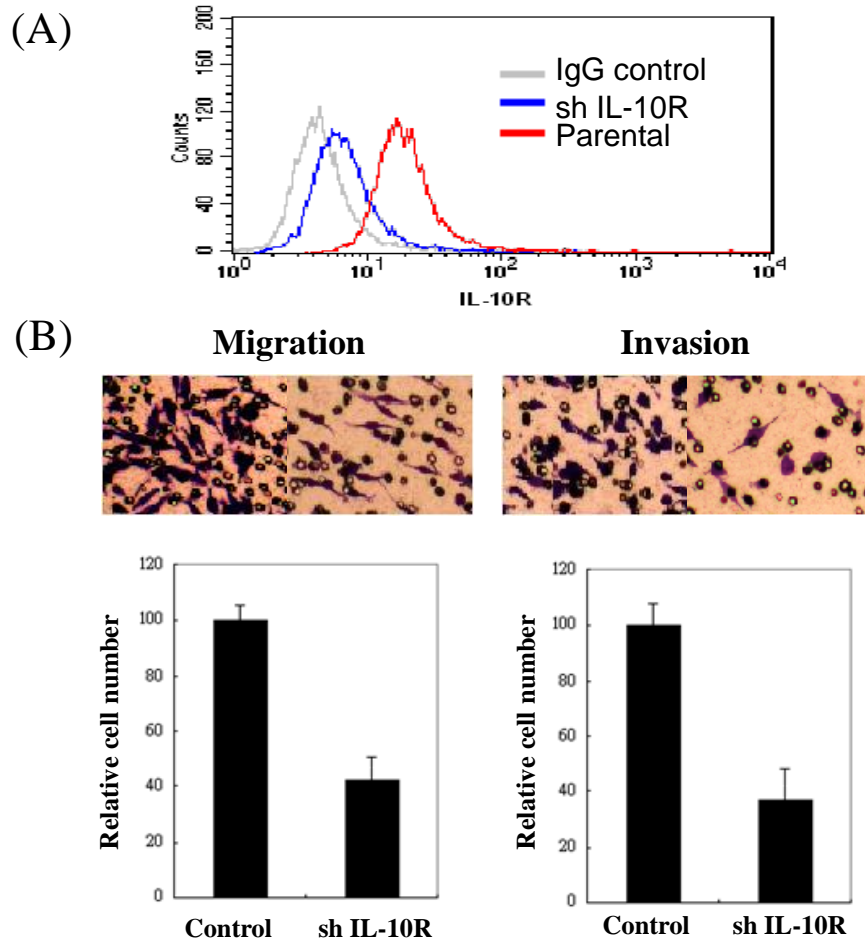 (A)
200
160
120
80
40
0
Counts
IgG control
sh IL-10R
Parental
10⁰ 10¹ 10² 10³ 10⁴
IL-10R
(B)
Migration Invasion
120
100
80
60
40
20
0
Relative cell number
Control sh IL-10R
120
100
80
60
40
20
0
Relative cell number
Control sh IL-10R